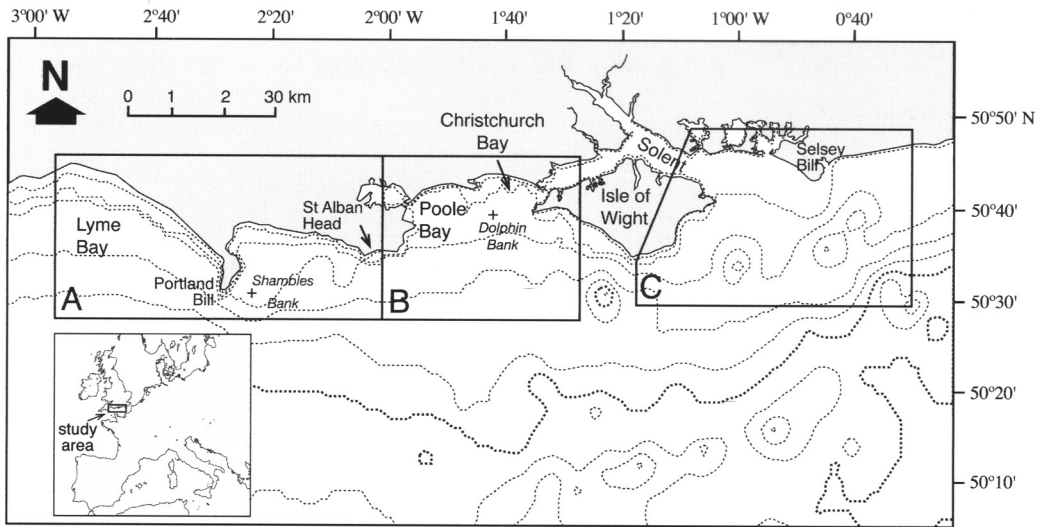 3°00' W 2°40' 2°20' 2°00' W 1°40' 1°20' 1°00' W 0°40'
N
0 1 2 30 km
50°50' N
Christchurch
Bay
Solent
Selsey
Bill
St Alban
Head
Poole
Bay
Isle of
Wight
50°40'
Lyme
Bay
Dolphin
Bank
Portland
Bill
Shambles
Bank
A
B
C
50°30'
50°20'
study
area
50°10'